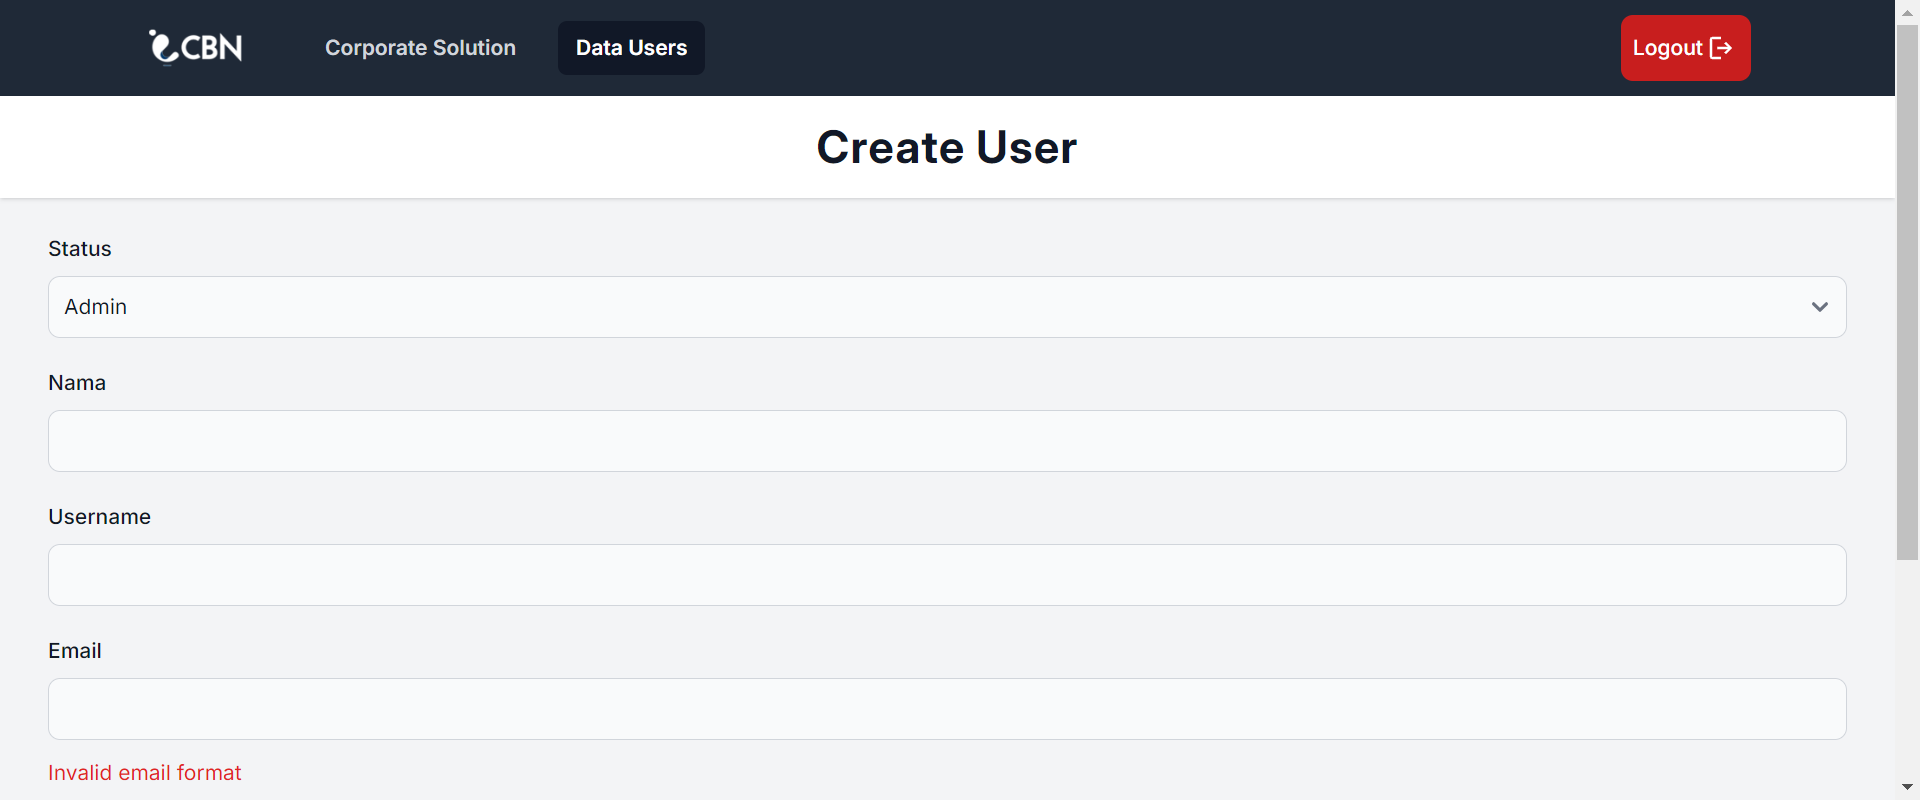 CBN
Corporate Solution
Data Users
Logout
Create User
Status
Admin
Nama
Username
Email
Invalid email format